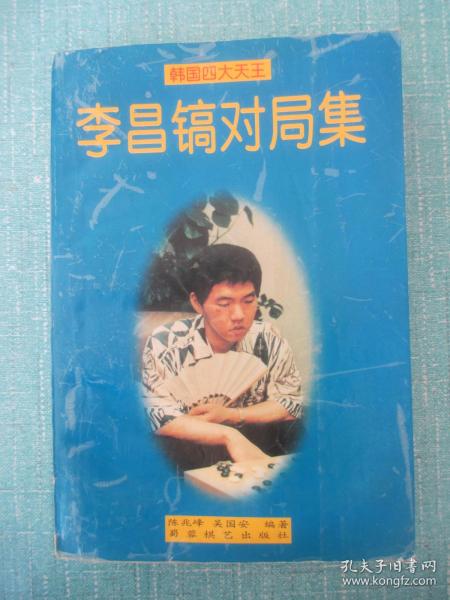 韩国四大天王
李昌镐对局集
陈兆峰 吴国安 编著
蜀蓉棋艺出版社
孔夫子旧书网
www.kongfz.com